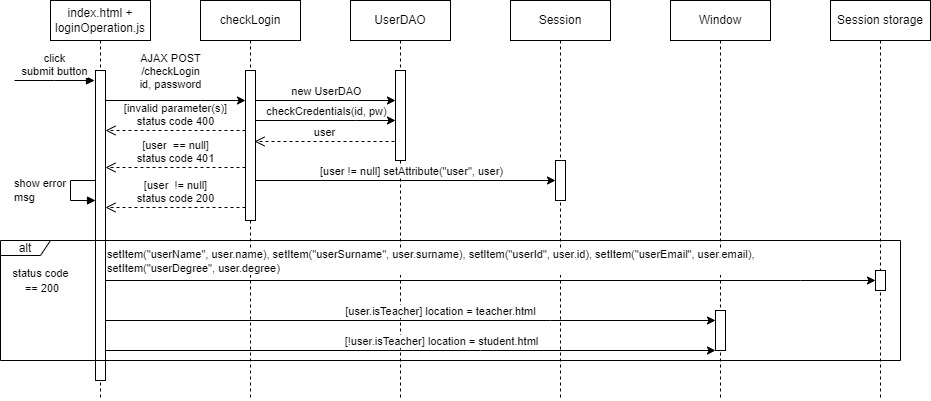 index.html +
loginOperation.js
checkLogin
UserDAO
Session
Window
Session storage
click
submit button
AJAX POST
/checkLogin
id, password
new UserDAO
[invalid parameter(s)]
status code 400
checkCredentials(id, pw)
user
[user == null]
status code 401
[user != null] setAttribute("user", user)
show error
msg
[user != null]
status code 200
alt
setItem("userName", user.name), setItem("userSurname", user.surname), setItem("userId", user.id), setItem("userEmail", user.email),
setItem("userDegree", user.degree)
status code
== 200
[user.isTeacher] location = teacher.html
[!user.isTeacher] location = student.html